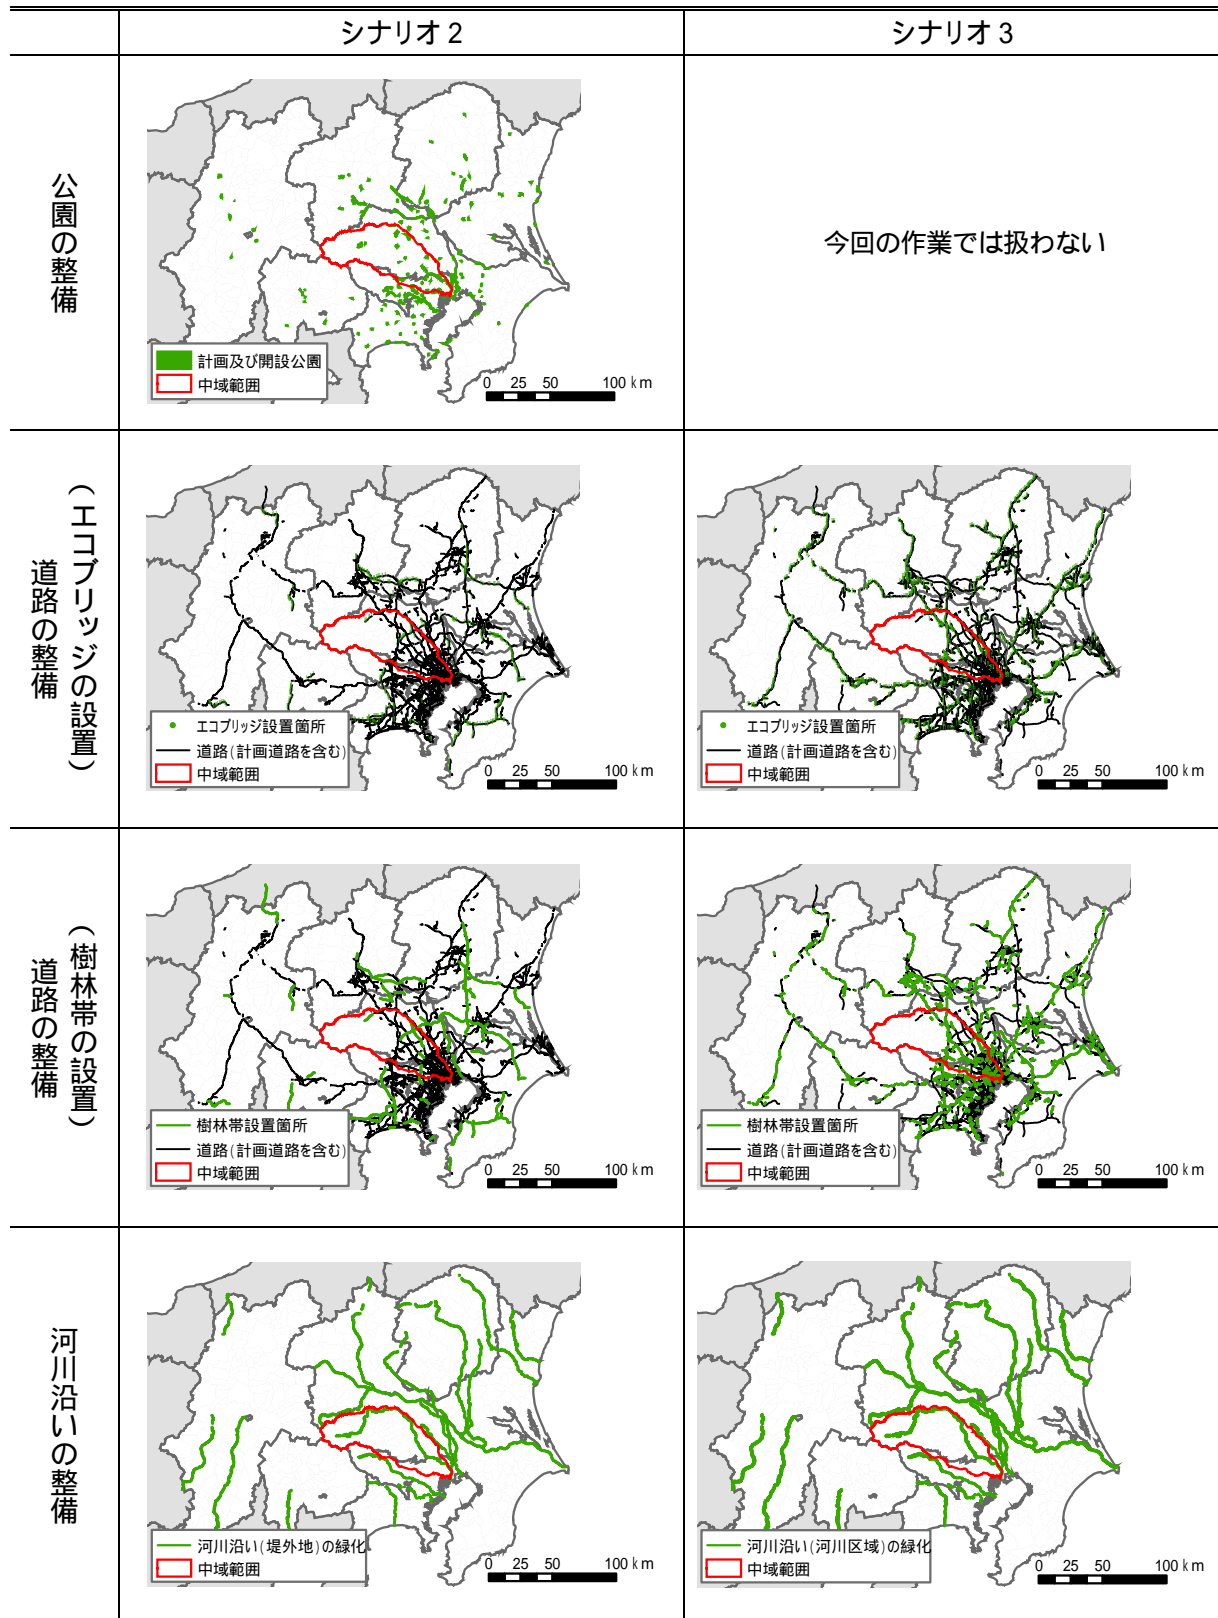 シナリオ 2
シナリオ 3
公園の整備
計画及び開設公園
中域範囲
0 25 50 100 km
今回の作業では扱わない
道路の整備
(エコブリッジの設置)
エコブリッジ設置箇所
道路(計画道路を含む)
中域範囲
0 25 50 100 km
エコブリッジ設置箇所
道路(計画道路を含む)
中域範囲
0 25 50 100 km
道路の整備
(樹林帯の設置)
樹林帯設置箇所
道路(計画道路を含む)
中域範囲
0 25 50 100 km
樹林帯設置箇所
道路(計画道路を含む)
中域範囲
0 25 50 100 km
河川沿いの整備
河川沿い(堤外地)の緑化
中域範囲
0 25 50 100 km
河川沿い(河川区域)の緑化
中域範囲
0 25 50 100 km